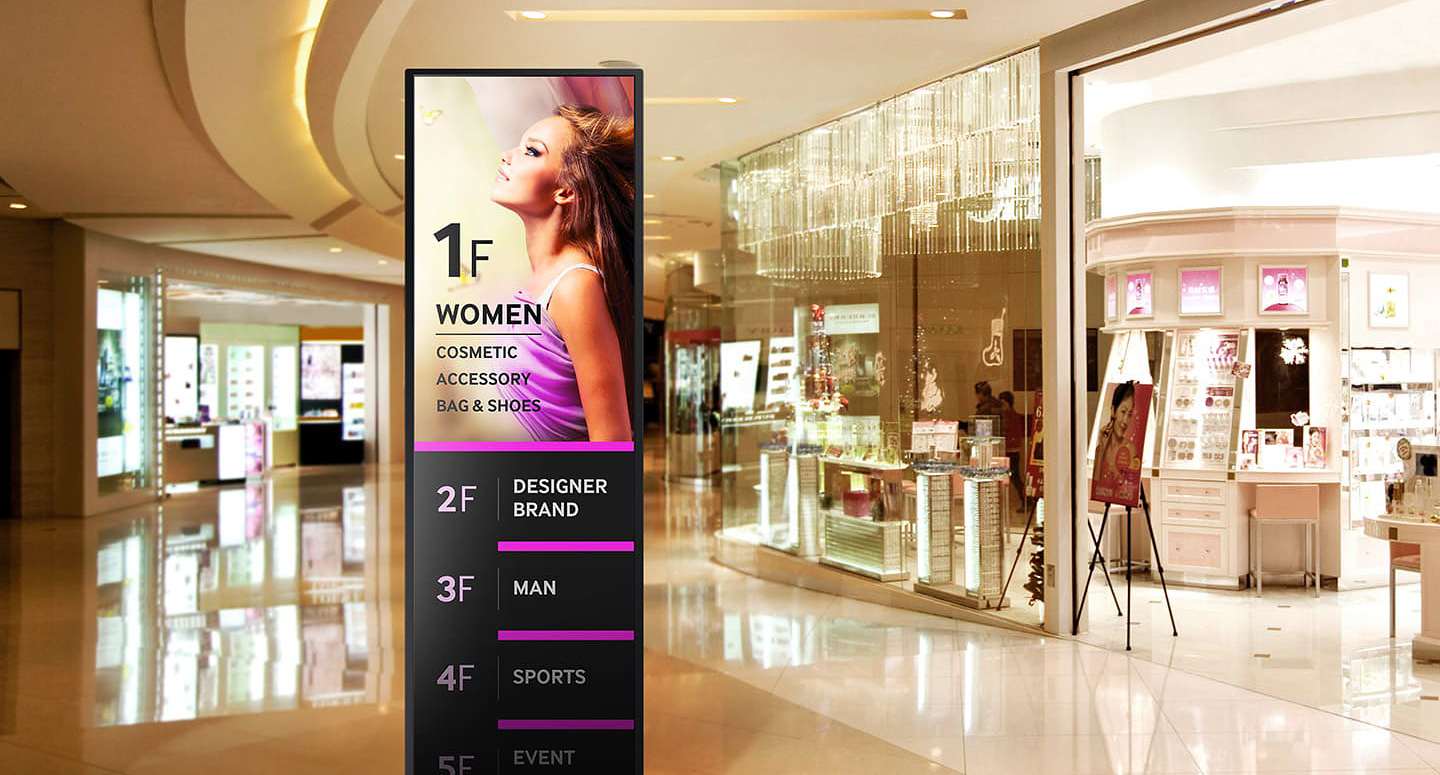 1F
WOMEN
COSMETIC
ACCESSORY
BAG & SHOES
2F
DESIGNER
BRAND
3F
MAN
4F
SPORTS
5F
EVENT